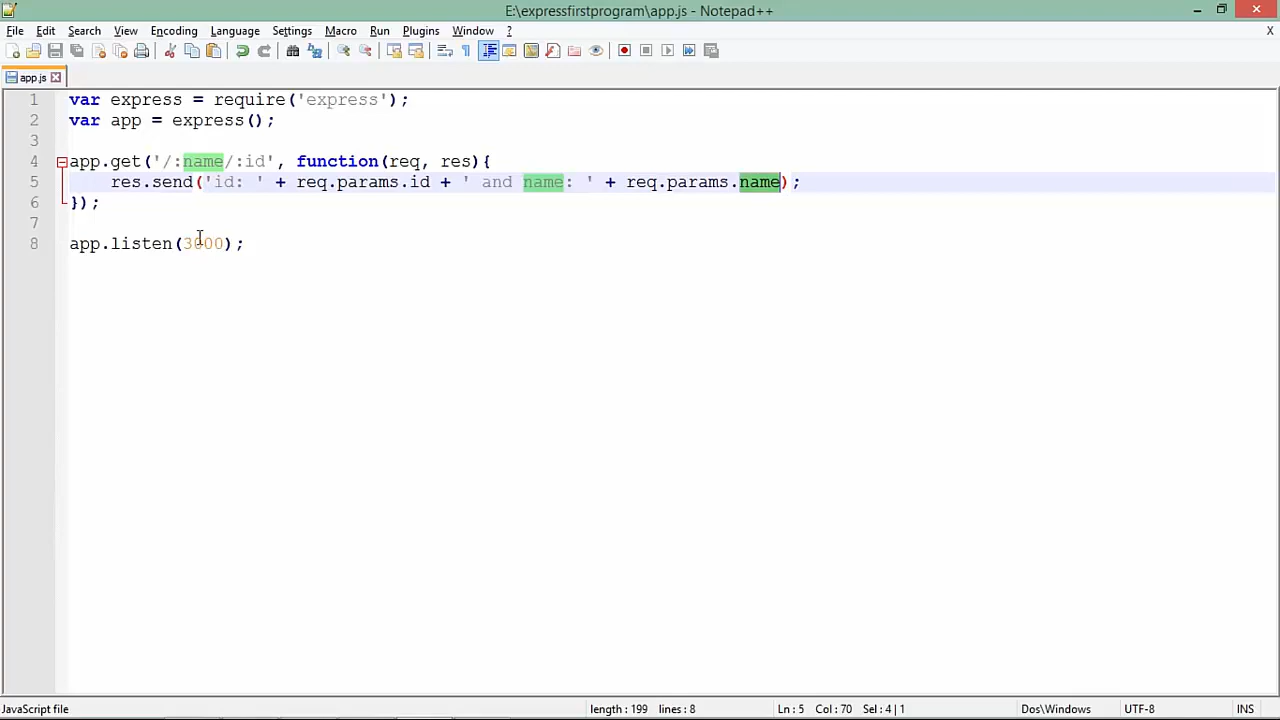 E:\expressfirstprogram\app.js - Notepad++
File Edit Search View Encoding Language Settings Macro Run Plugins Window ? X
app.js
1 var express = require('express');
2 var app = express();
3
4 app.get('/:name/:id', function(req, res){
5 res.send('id: ' + req.params.id + ' and name: ' + req.params.name);
6 });
7
8 app.listen(3000);
JavaScript file length : 199 lines : 8 Ln : 5 Col : 70 Sel : 4 | 1 Dos\Windows UTF-8 INS